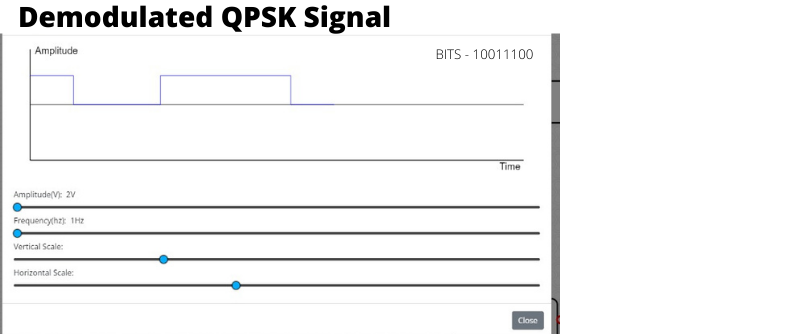 Demodulated QPSK Signal
Amplitude
BITS - 10011100
Time
Amplitude(V): 2V
Frequency(hz): 1Hz
Vertical Scale:
Horizontal Scale:
Close